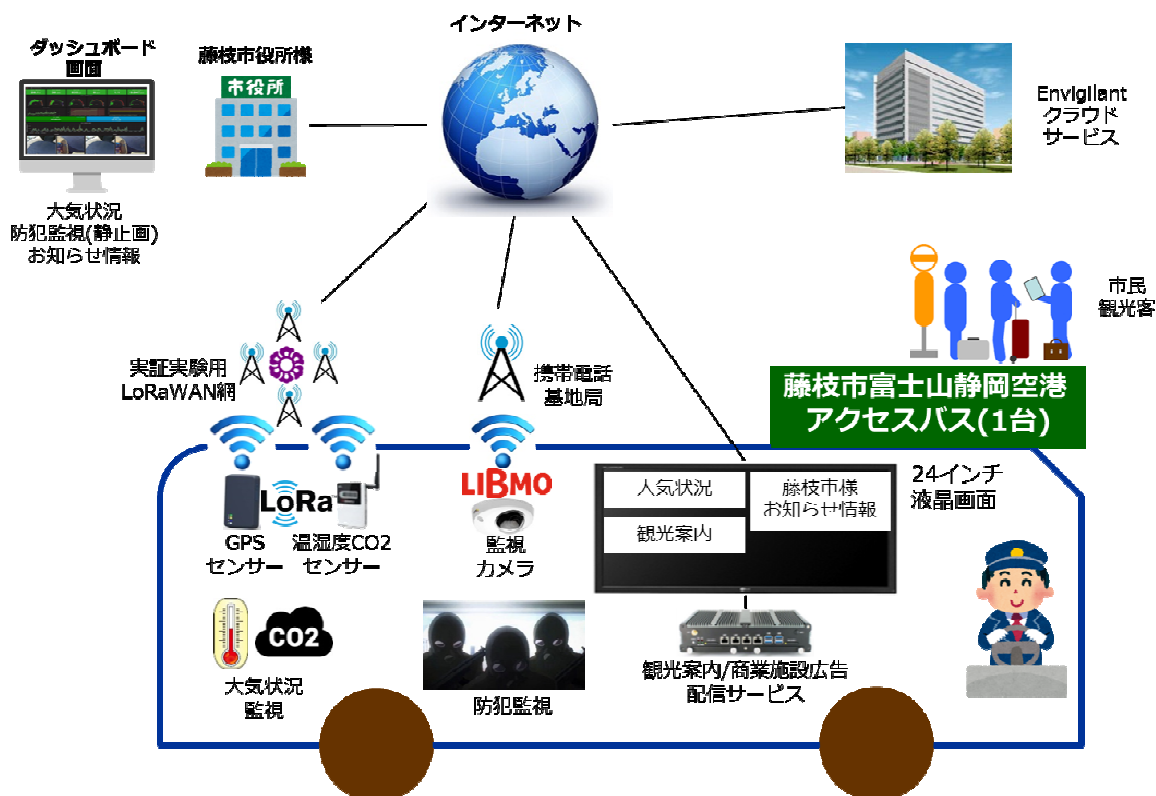 インターネット
ダッシュボード
画面
藤枝市役所様
市役所
Envigilant
クラウド
サービス
大気状況
防犯監視(静止画)
お知らせ情報
市民
観光客
実証実験用
LoRaWAN網
携帯電話
基地局
藤枝市富士山静岡空港
アクセスバス(1台)
LoRa
GPS
センサー
温湿度CO2
センサー
LIBMO
監視
カメラ
人気状況
観光案内
藤枝市様
お知らせ情報
24インチ
液晶画面
CO2
大気状況
監視
防犯監視
観光案内/商業施設広告
配信サービス